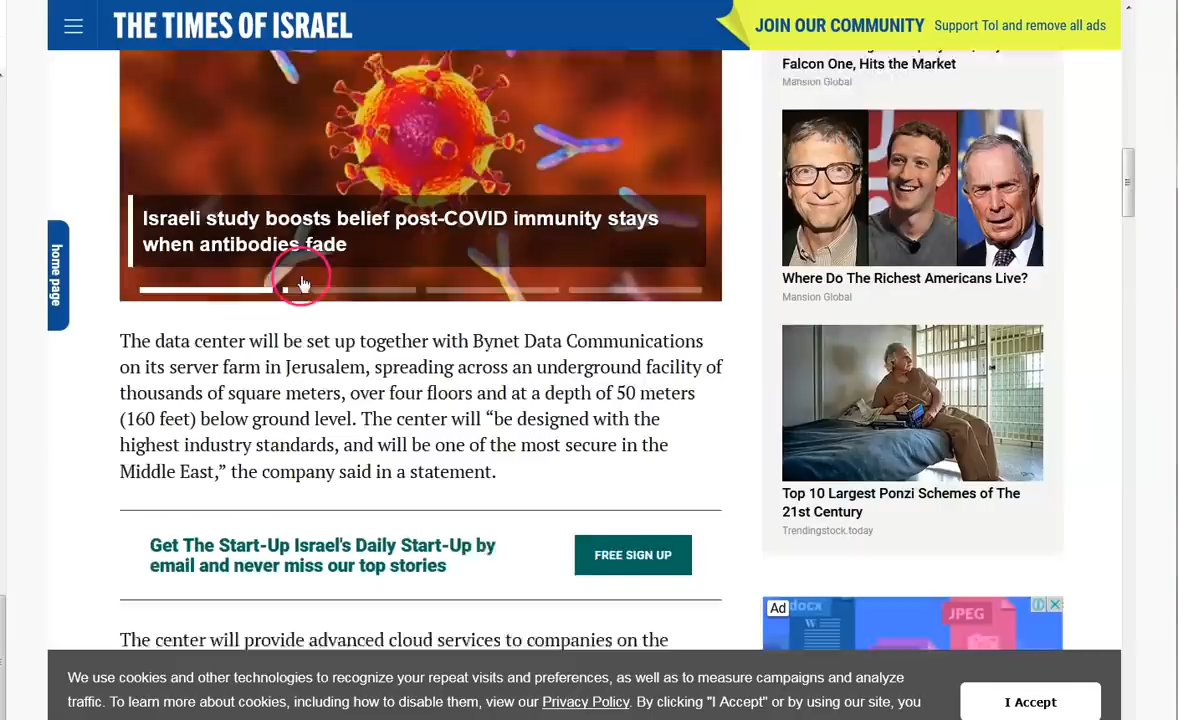 THE TIMES OF ISRAEL
JOIN OUR COMMUNITY Support ToI and remove all ads
Israeli study boosts belief post-COVID immunity stays
when antibodies fade
home page
The data center will be set up together with Bynet Data Communications
on its server farm in Jerusalem, spreading across an underground facility of
thousands of square meters, over four floors and at a depth of 50 meters
(160 feet) below ground level. The center will “be designed with the
highest industry standards, and will be one of the most secure in the
Middle East,” the company said in a statement.
Get The Start-Up Israel's Daily Start-Up by
email and never miss our top stories
FREE SIGN UP
The center will provide advanced cloud services to companies on the
Falcon One, Hits the Market
Mansion Global
Where Do The Richest Americans Live?
Mansion Global
Top 10 Largest Ponzi Schemes of The
21st Century
Trendingstock.today
Ad
docx
W
JPEG
We use cookies and other technologies to recognize your repeat visits and preferences, as well as to measure campaigns and analyze
traffic. To learn more about cookies, including how to disable them, view our Privacy Policy. By clicking "I Accept" or by using our site, you
I Accept